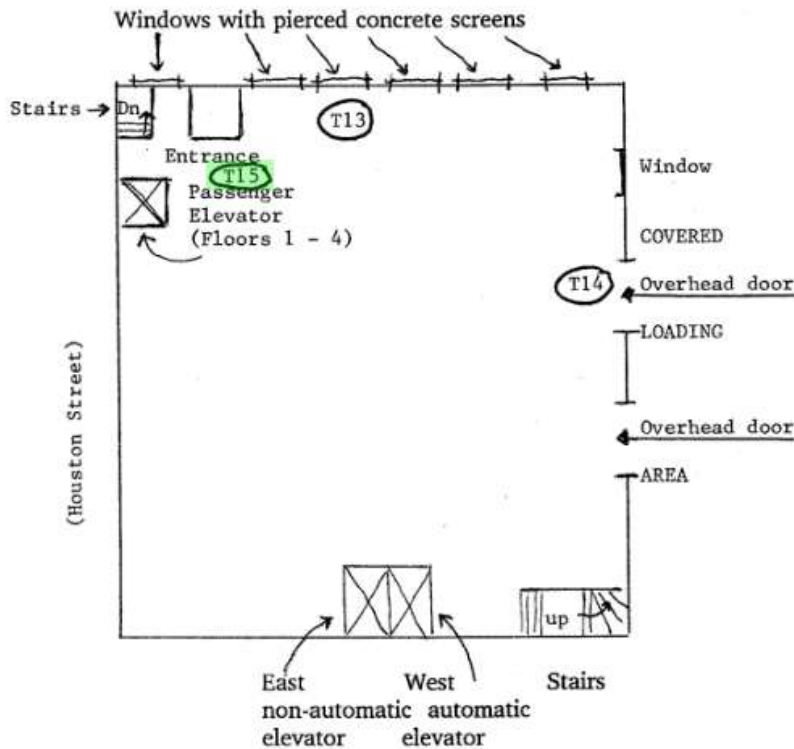 Windows with pierced concrete screens
Stairs
Dn
T13
Entrance
T15
Passenger
Elevator
(Floors 1 - 4)
Window
COVERED
T14
Overhead door
LOADING
(Houston Street)
Overhead door
AREA
up
East West Stairs
non-automatic automatic
elevator elevator